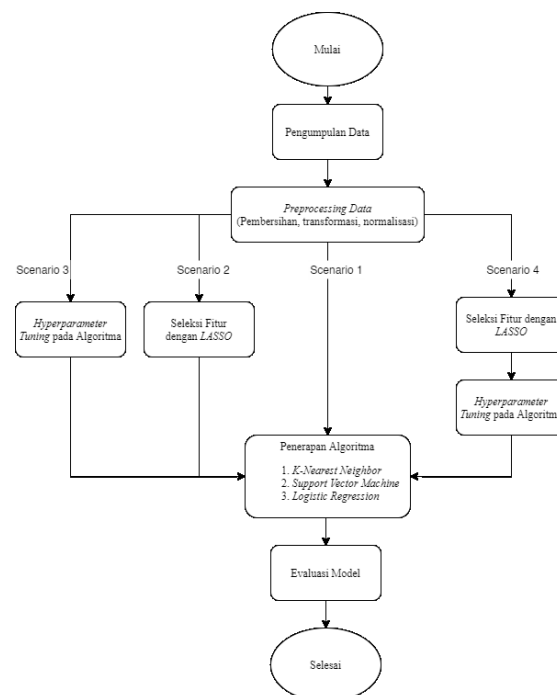 Mulai
Pengumpulan Data
Preprocessing Data
(Pembersihan, transformasi, normalisasi)
Scenario 3
Scenario 2
Scenario 1
Scenario 4
Hyperparameter
Tuning pada Algoritma
Seleksi Fitur
dengan LASSO
Seleksi Fitur dengan
LASSO
Hyperparameter
Tuning pada Algoritm
Penerapan Algoritma
1. K-Nearest Neighbor
2. Support Vector Machine
3. Logistic Regression
Evaluasi Model
Selesai